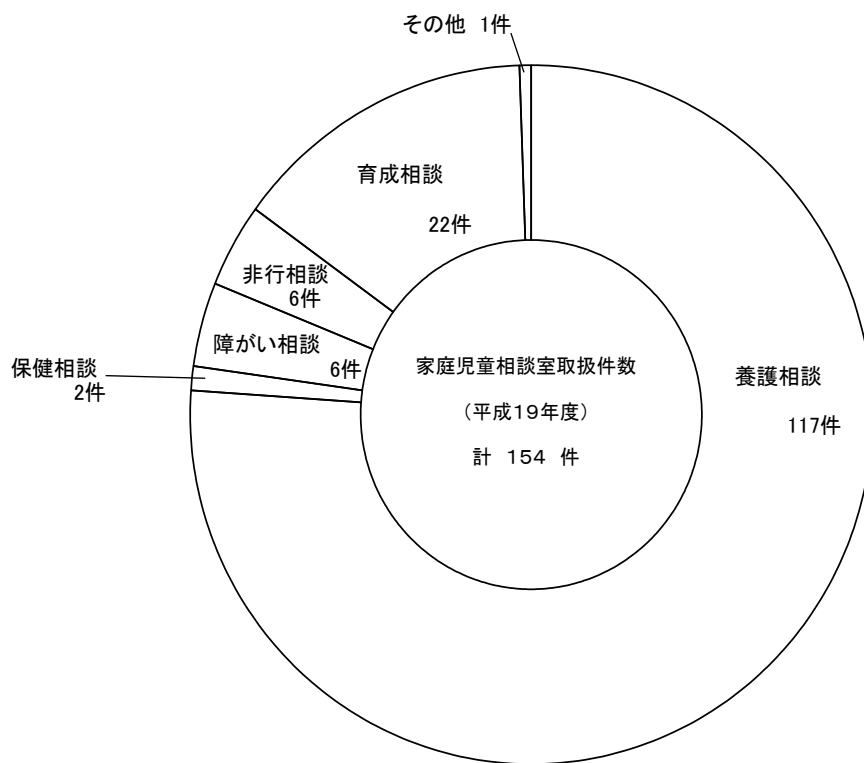 その他 1件
育成相談
22件
非行相談
6件
障がい相談
6件
保健相談
2件
家庭児童相談室取扱件数
(平成19年度)
計 154 件
養護相談
117件